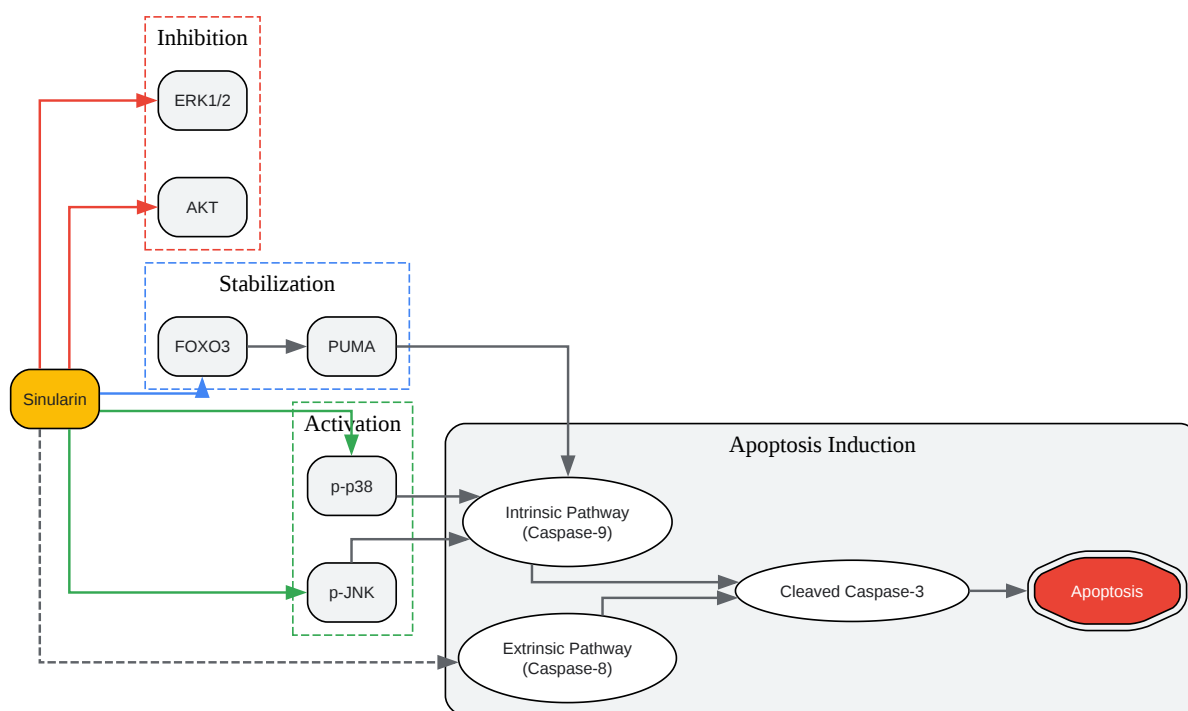 Inhibition
ERK1/2
AKT
Stabilization
FOXO3
PUMA
Sinularin
Activation
p-p38
p-JNK
Apoptosis Induction
Intrinsic Pathway
(Caspase-9)
Extrinsic Pathway
(Caspase-8)
Cleaved Caspase-3
Apoptosis